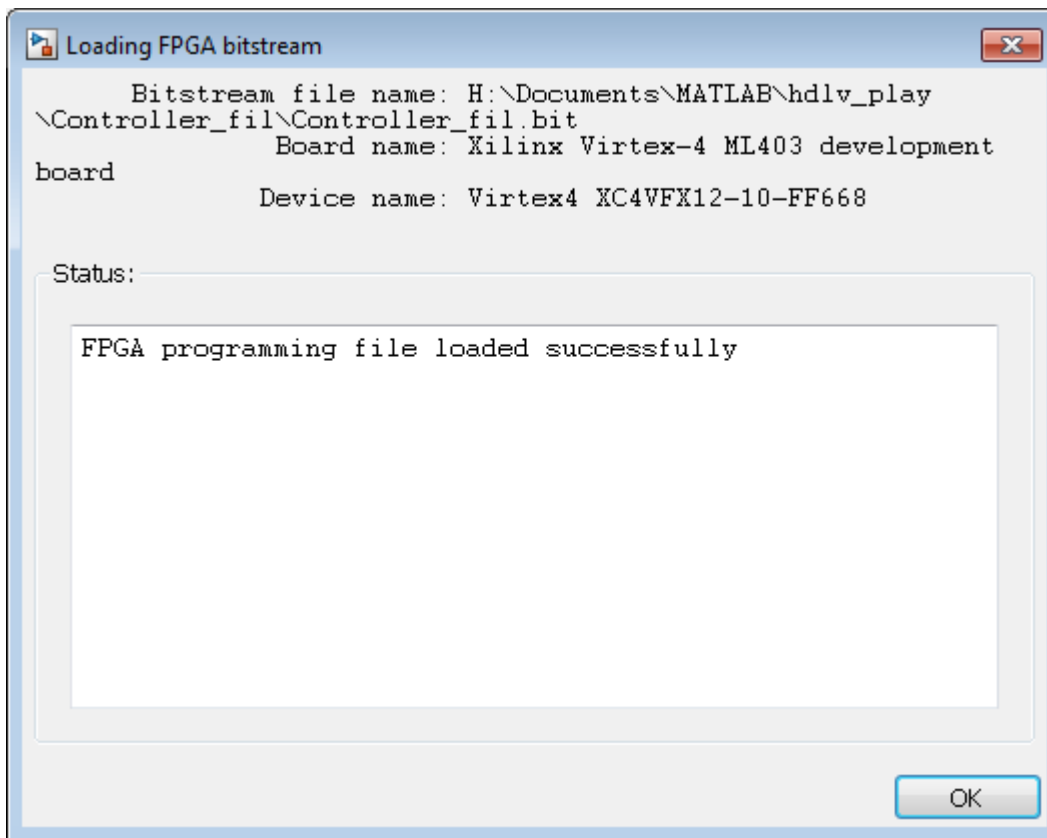 Loading FPGA bitstream
Bitstream file name: H:\Documents\MATLAB\hdlv_play
\Controller_fil\Controller_fil.bit
Board name: Xilinx Virtex-4 ML403 development
board
Device name: Virtex4 XC4VFX12-10-FF668
Status:
FPGA programming file loaded successfully
OK